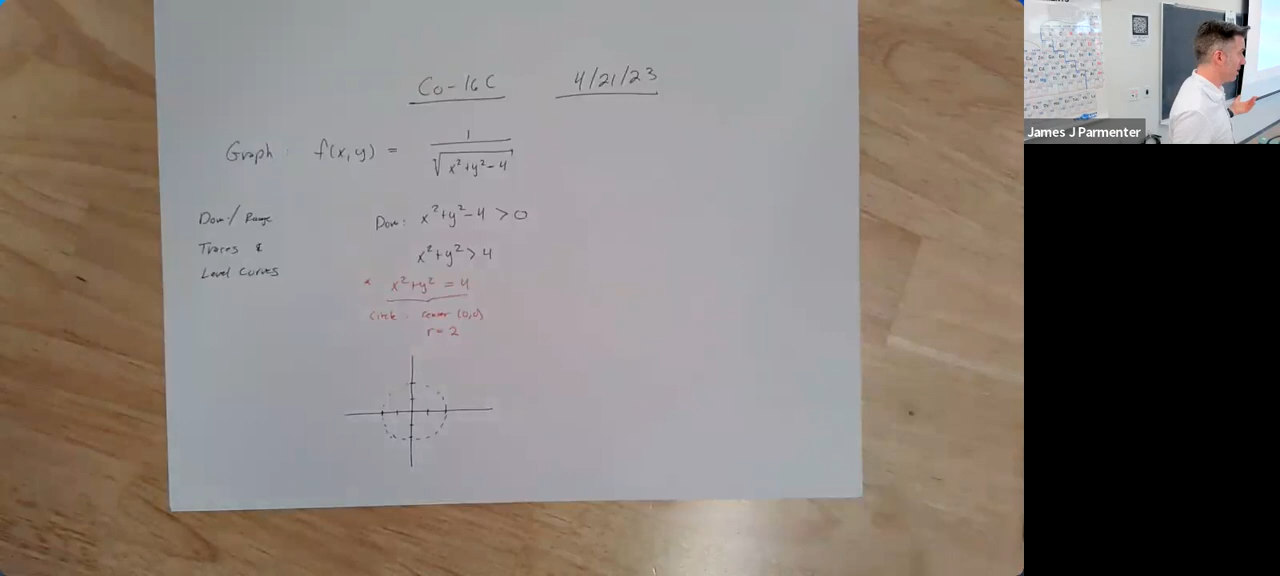 Co-16C 4/21/23
Graph: f(x,y) = 1/√(x²+y²-4)
Dom/Range
Traces &
Level Curves
Dom: x²+y²-4 > 0
x²+y² > 4
* x²+y² = 4
circle: center (0,0)
r = 2
James J Parmenter